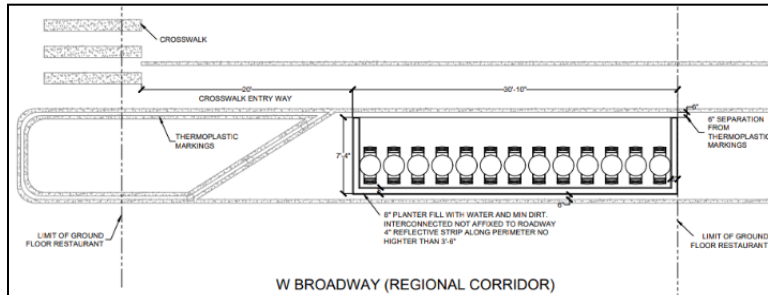 CROSSWALK
20'
CROSSWALK ENTRY WAY
30'-10"
6"
6" SEPARATION
FROM
THERMOPLASTIC
MARKINGS
THERMOPLASTIC
MARKINGS
7'-4"
6"
8" PLANTER FILL WITH WATER AND MIN DIRT.
INTERCONNECTED NOT AFFIXED TO ROADWAY
4" REFLECTIVE STRIP ALONG PERIMETER NO
HIGHTER THAN 3'-6"
LIMIT OF GROUND
FLOOR RESTAURANT
LIMIT OF GROUND
FLOOR RESTAURANT
W BROADWAY (REGIONAL CORRIDOR)